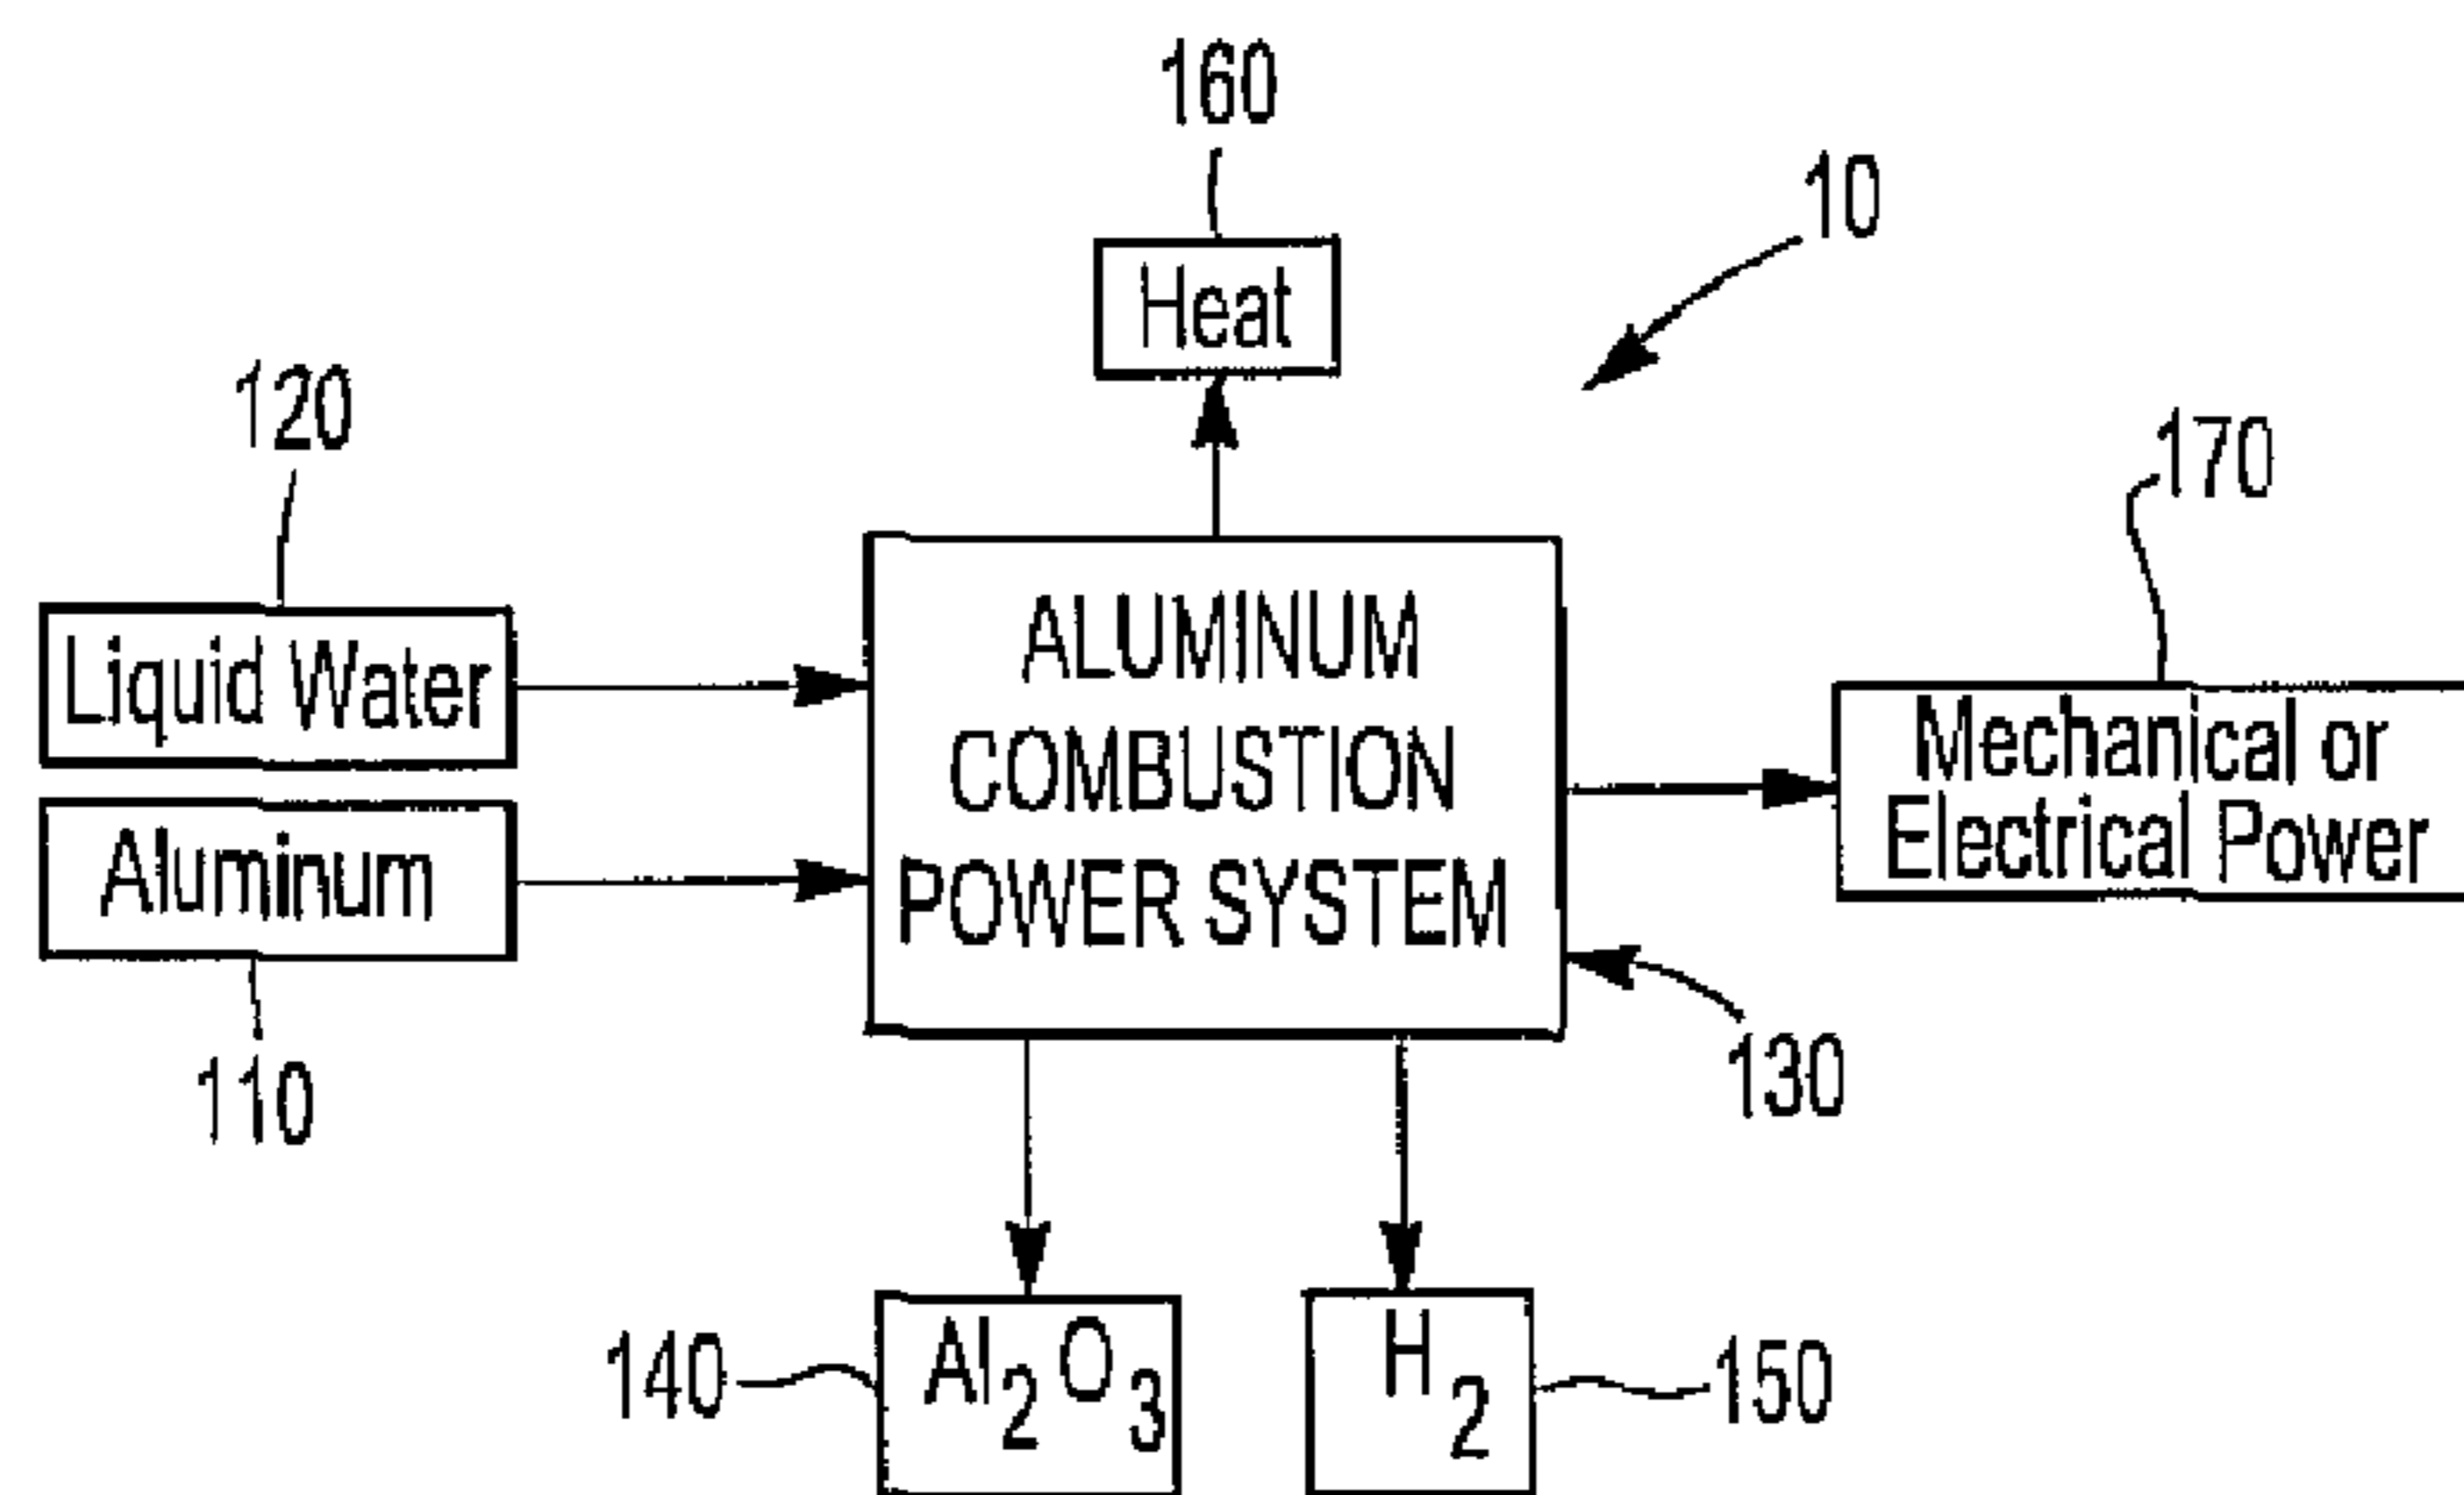 160
10
Heat
120
170
Liquid Water
ALUMINUM
COMBUSTION
POWER SYSTEM
Mechanical or
Electrical Power
Aluminum
110
130
140
Al2O3
H2
150